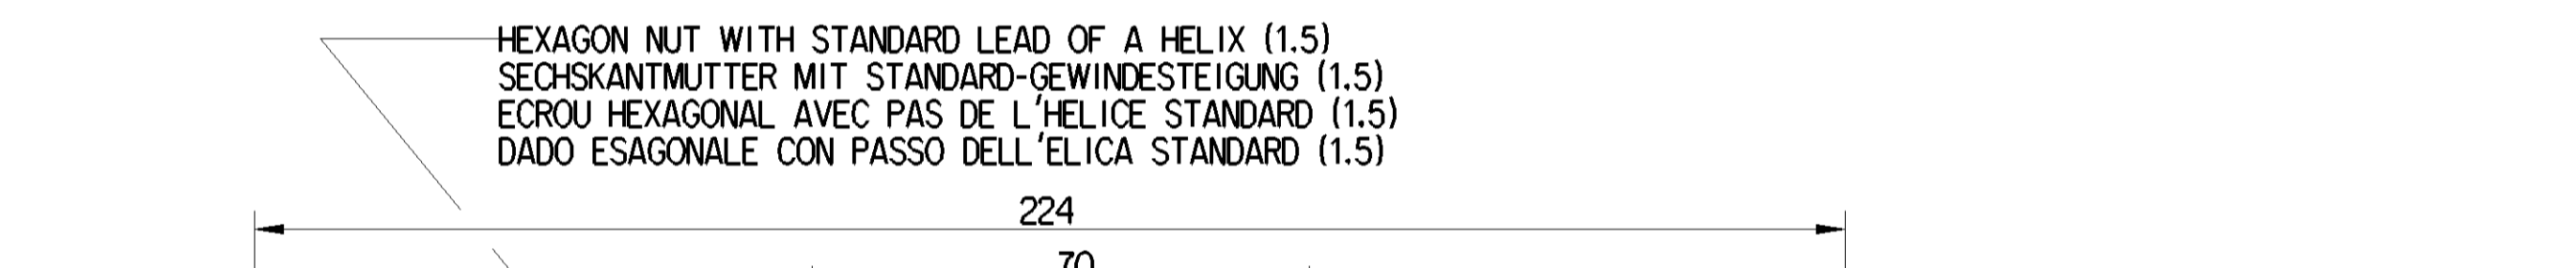 HEXAGON NUT WITH STANDARD LEAD OF A HELIX (1.5)
SECHSKANTMUTTER MIT STANDARD-GEWINDESTEIGUNG (1.5)
ECROU HEXAGONAL AVEC PAS DE L'HELICE STANDARD (1.5)
DADO ESAGONALE CON PASSO DELL'ELICA STANDARD (1.5)
224
70